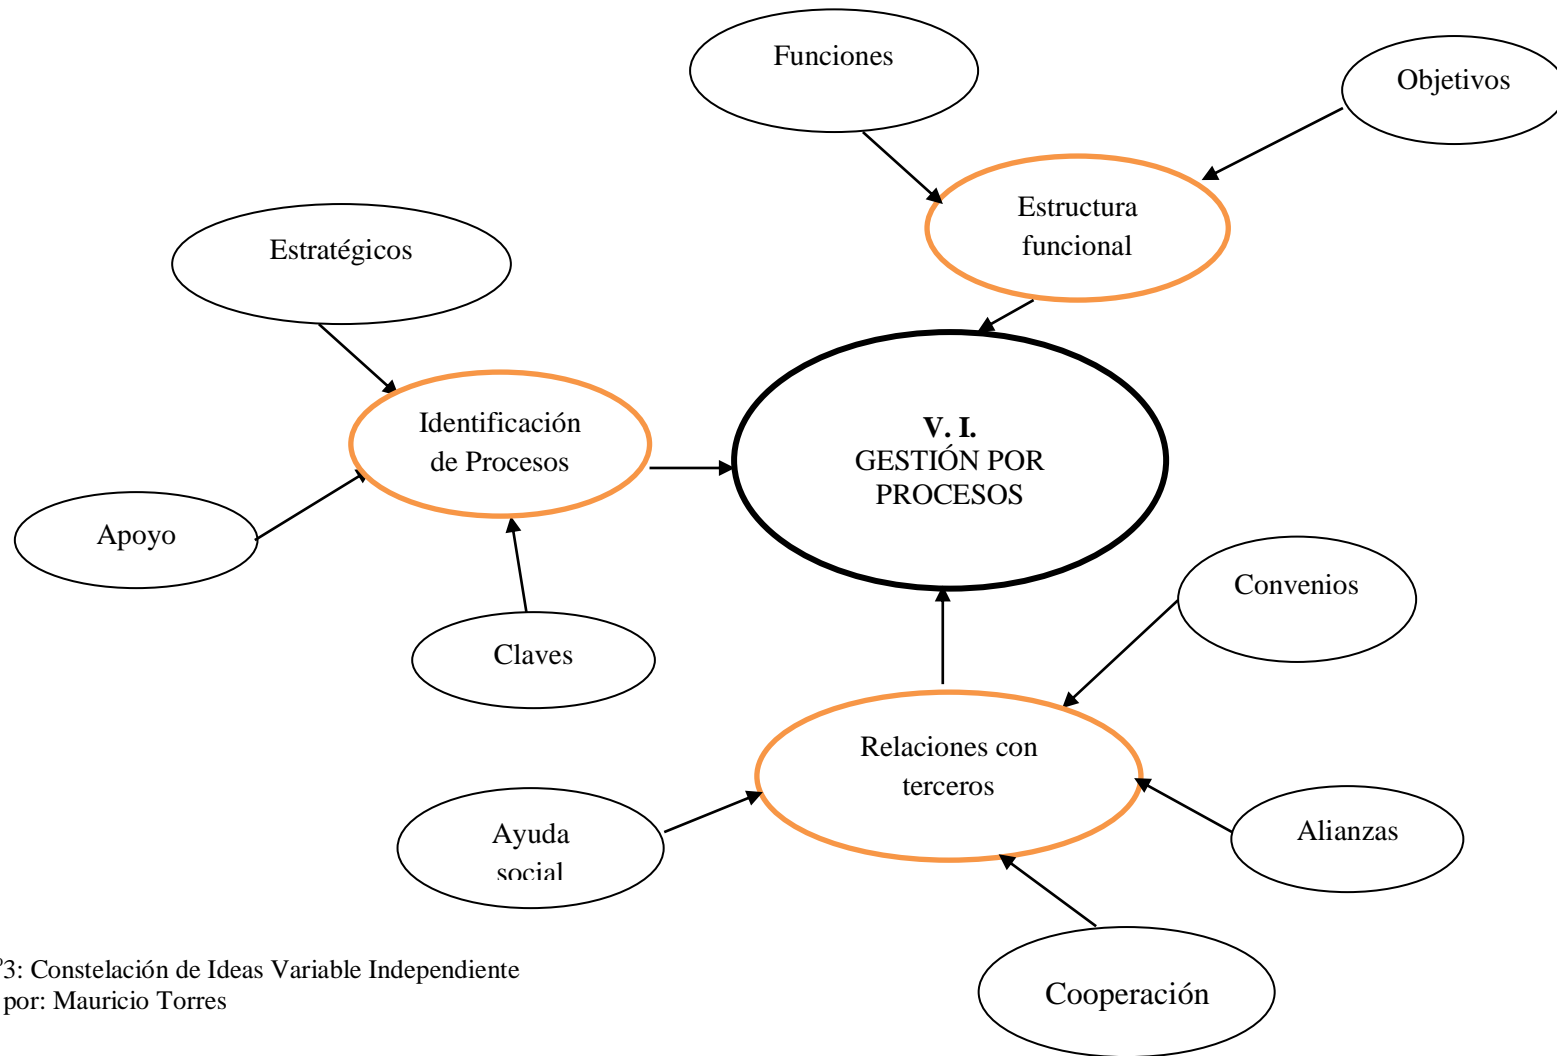 Funciones
Objetivos
Estructura
funcional
Estratégicos
Identificación
de Procesos
V. I.
GESTIÓN POR
PROCESOS
Apoyo
Claves
Convenios
Relaciones con
terceros
Ayuda
social
Alianzas
Cooperación
3: Constelación de Ideas Variable Independiente
por: Mauricio Torres